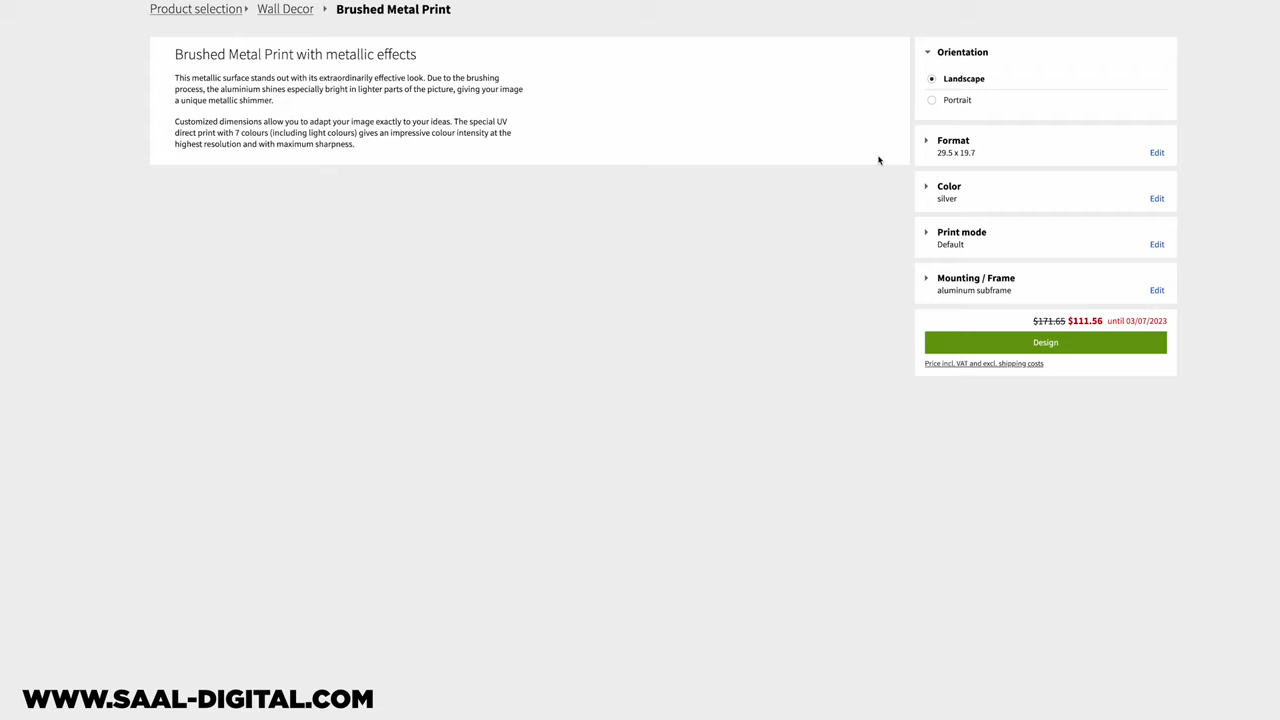 Product selection Wall Decor Brushed Metal Print
Brushed Metal Print with metallic effects
This metallic surface stands out with its extraordinarily effective look. Due to the brushing
process, the aluminium shines especially bright in lighter parts of the picture, giving your image
a unique metallic shimmer.
Customized dimensions allow you to adapt your image exactly to your ideas. The special UV
direct print with 7 colours (including light colours) gives an impressive colour intensity at the
highest resolution and with maximum sharpness.
Orientation
Landscape
Portrait
Format
29.5 x 19.7 Edit
Color
silver Edit
Print mode
Default Edit
Mounting / Frame
aluminum subframe Edit
$171.65 $111.56 until 03/07/2023
Design
Price incl. VAT and excl. shipping costs
WWW.SAAL-DIGITAL.COM